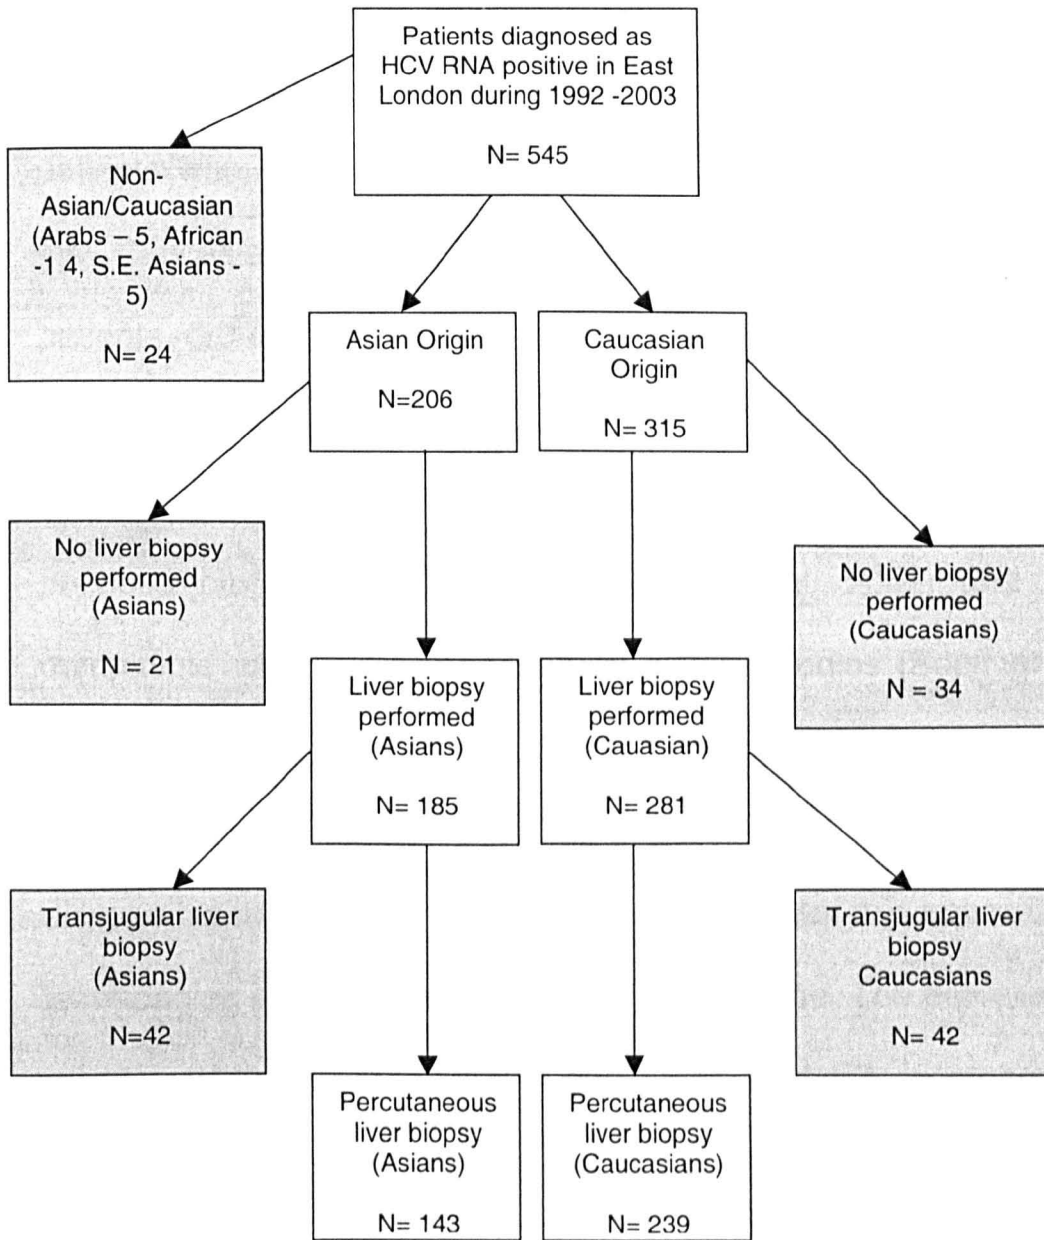 Patients diagnosed as
HCV RNA positive in East
London during 1992 -2003
N= 545
Non-
Asian/Caucasian
(Arabs – 5, African
-1 4, S.E. Asians -
5)
N= 24
Asian Origin
N=206
Caucasian
Origin
N= 315
No liver biopsy
performed
(Asians)
N = 21
No liver biopsy
performed
(Caucasians)
N = 34
Liver biopsy
performed
(Asians)
N= 185
Liver biopsy
performed
(Cauasian)
N= 281
Transjugular liver
biopsy
(Asians)
N=42
Transjugular liver
biopsy
Caucasians
N= 42
Percutaneous
liver biopsy
(Asians)
N= 143
Percutaneous
liver biopsy
(Caucasians)
N= 239